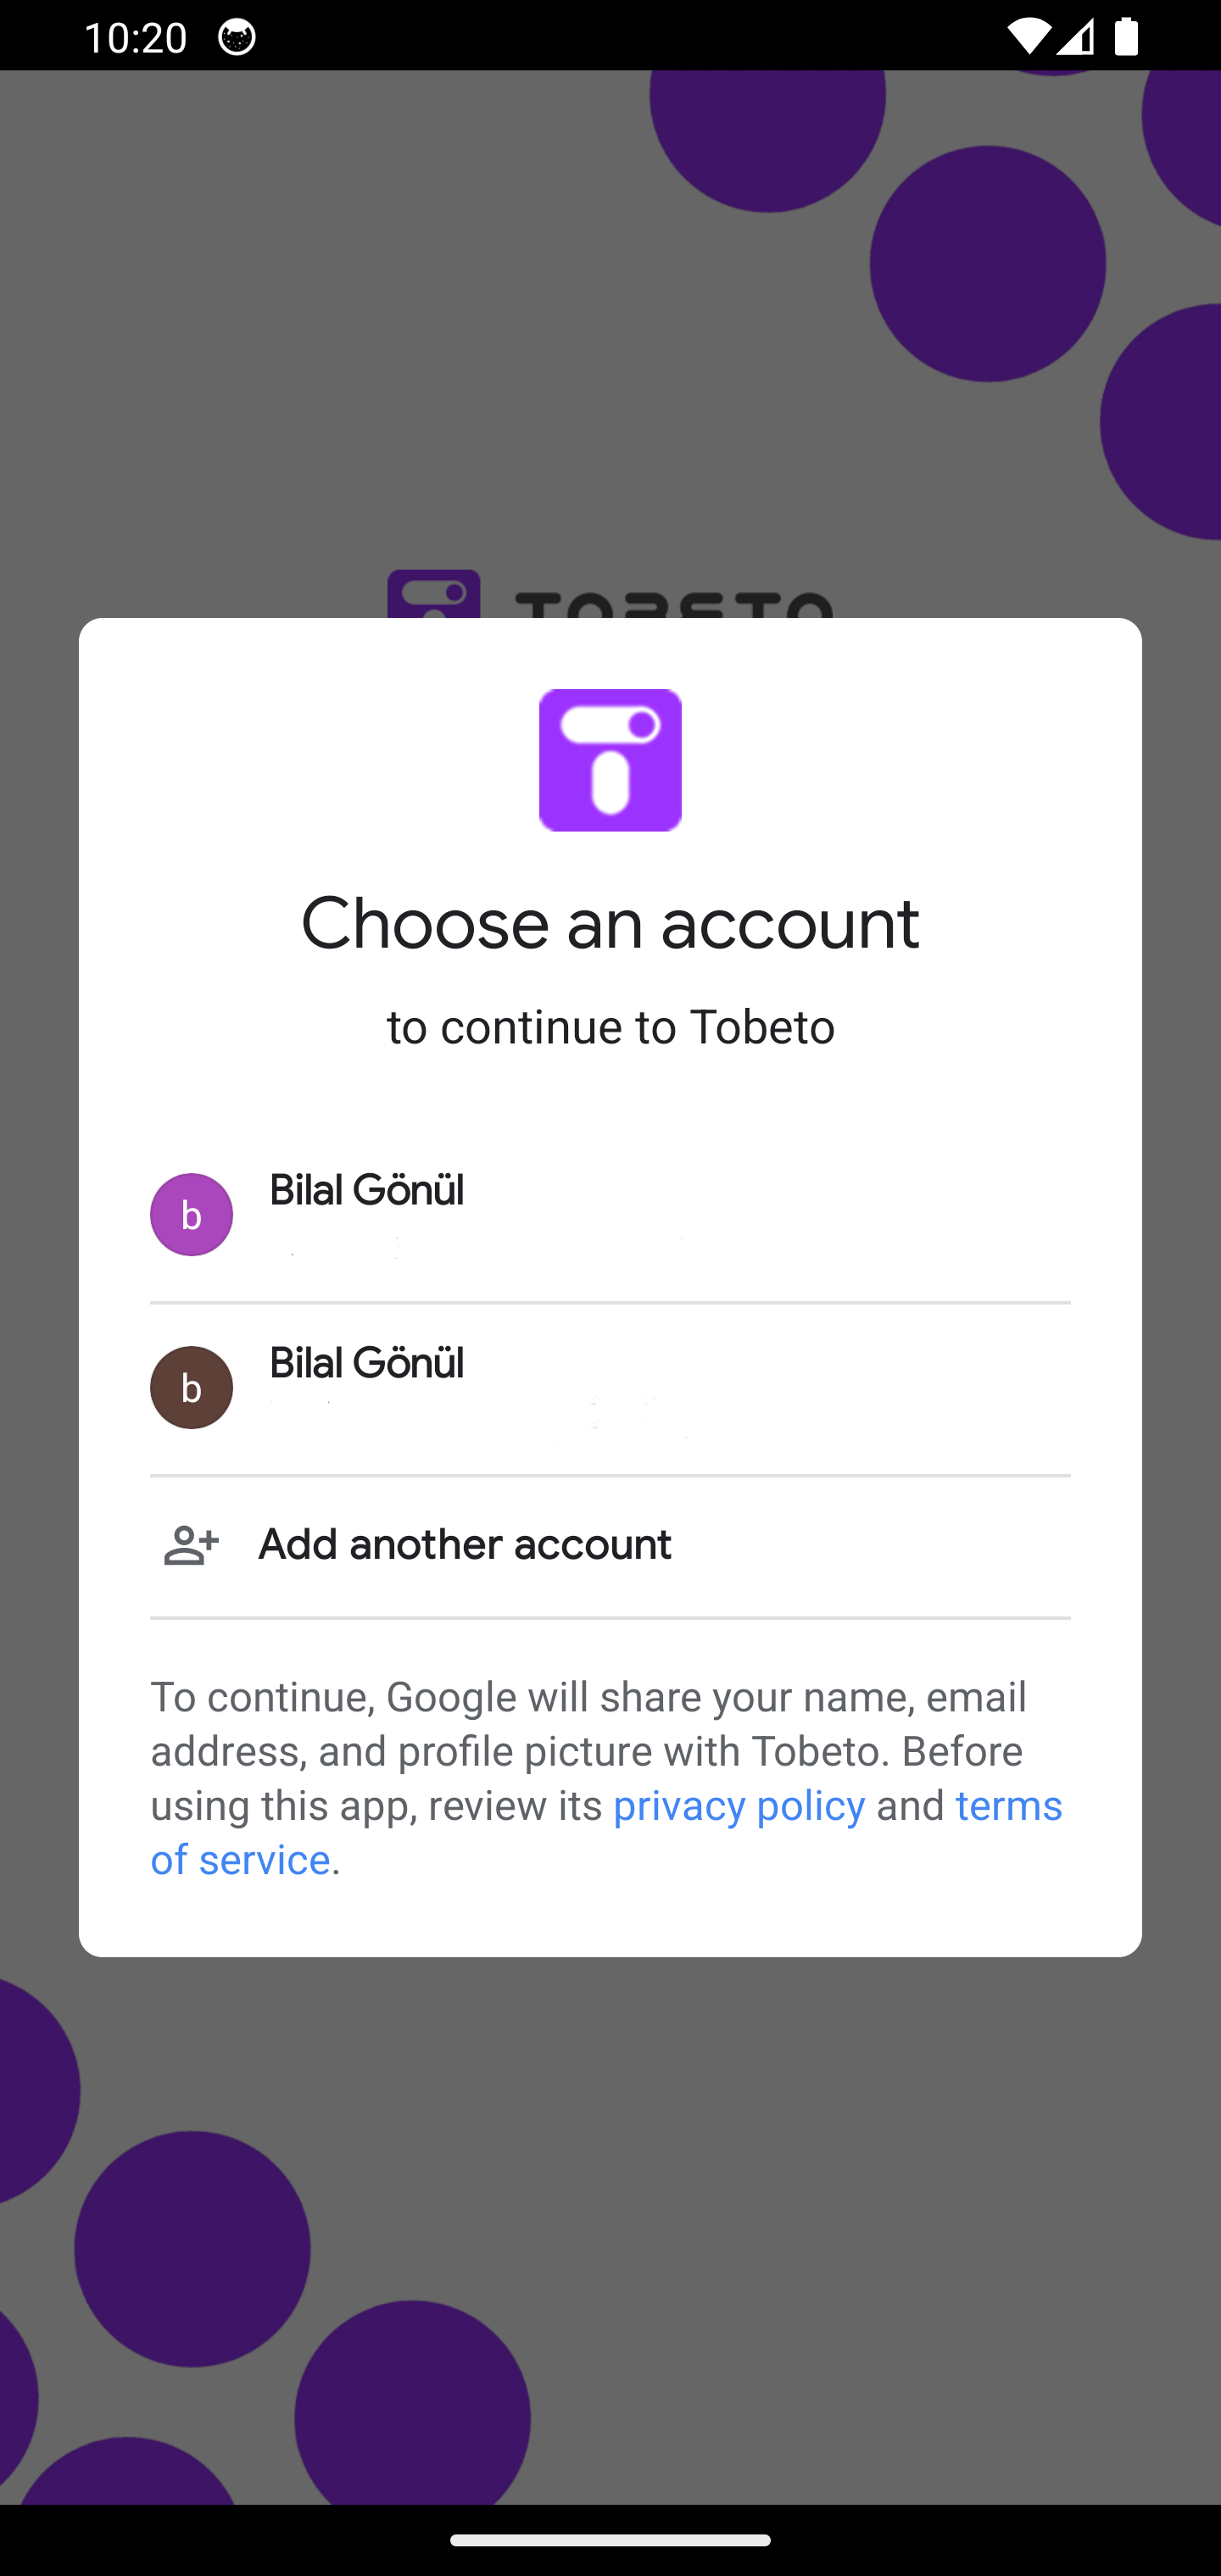 10:20
TOBETO
Choose an account
to continue to Tobeto
b
Bilal Gönül
b
Bilal Gönül
Add another account
To continue, Google will share your name, email
address, and profile picture with Tobeto. Before
using this app, review its privacy policy and terms
of service.